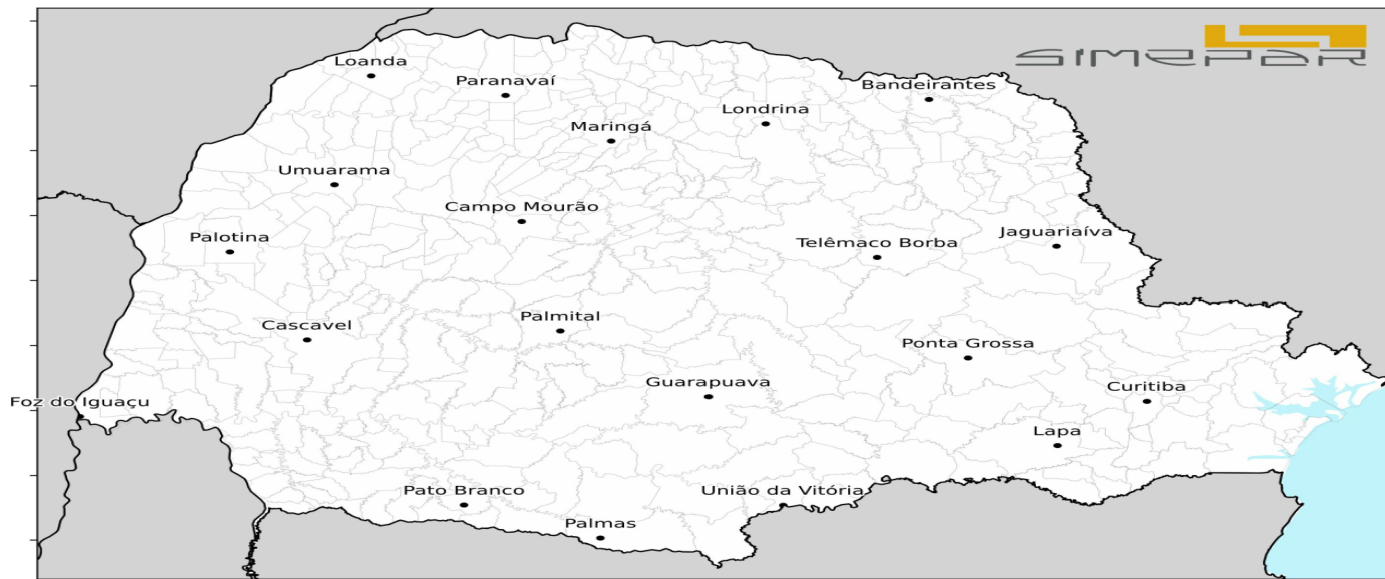 SIMEPAR
Loanda
Paranavaí
Bandeirantes
Londrina
Maringá
Umuarama
Campo Mourão
Jaguariaíva
Telêmaco Borba
Palotina
Palmital
Cascavel
Ponta Grossa
Guarapuava
Curitiba
Foz do Iguaçu
Lapa
Pato Branco
União da Vitória
Palmas